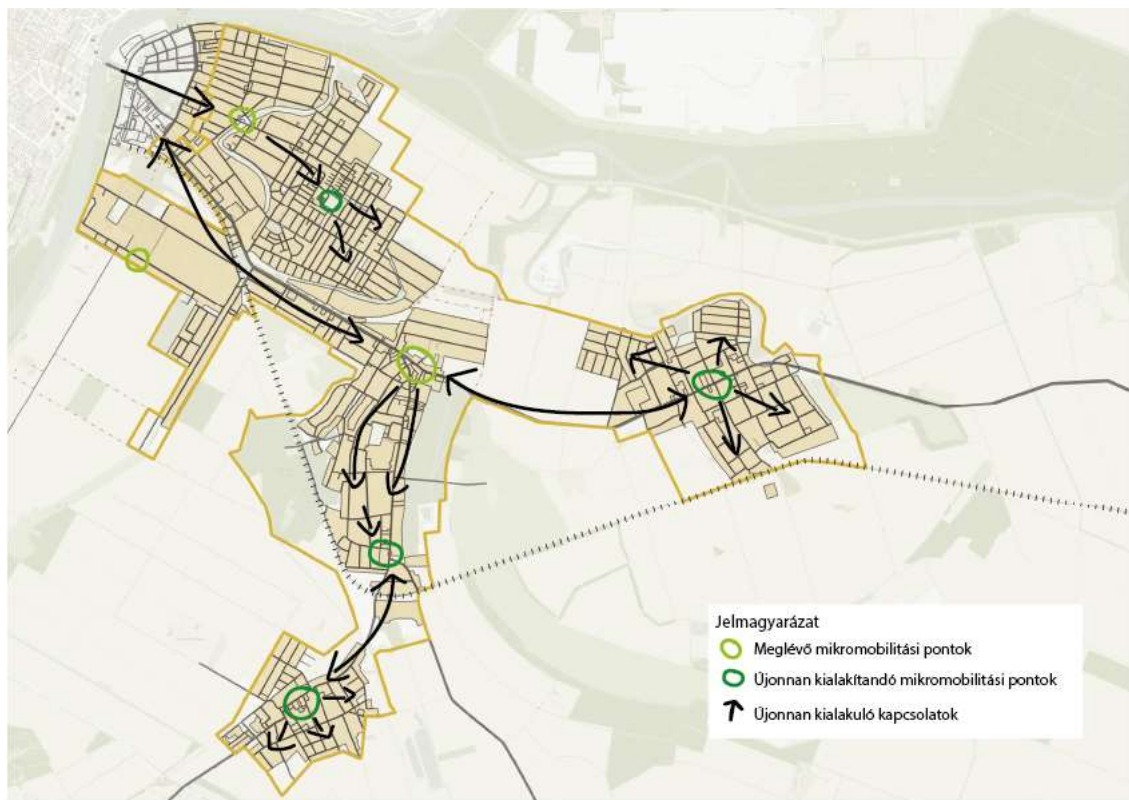 Jelmagyarázat
Meglévő mikromobilitási pontok
Újonnan kialakítandó mikromobilitási pontok
Újonnan kialakuló kapcsolatok